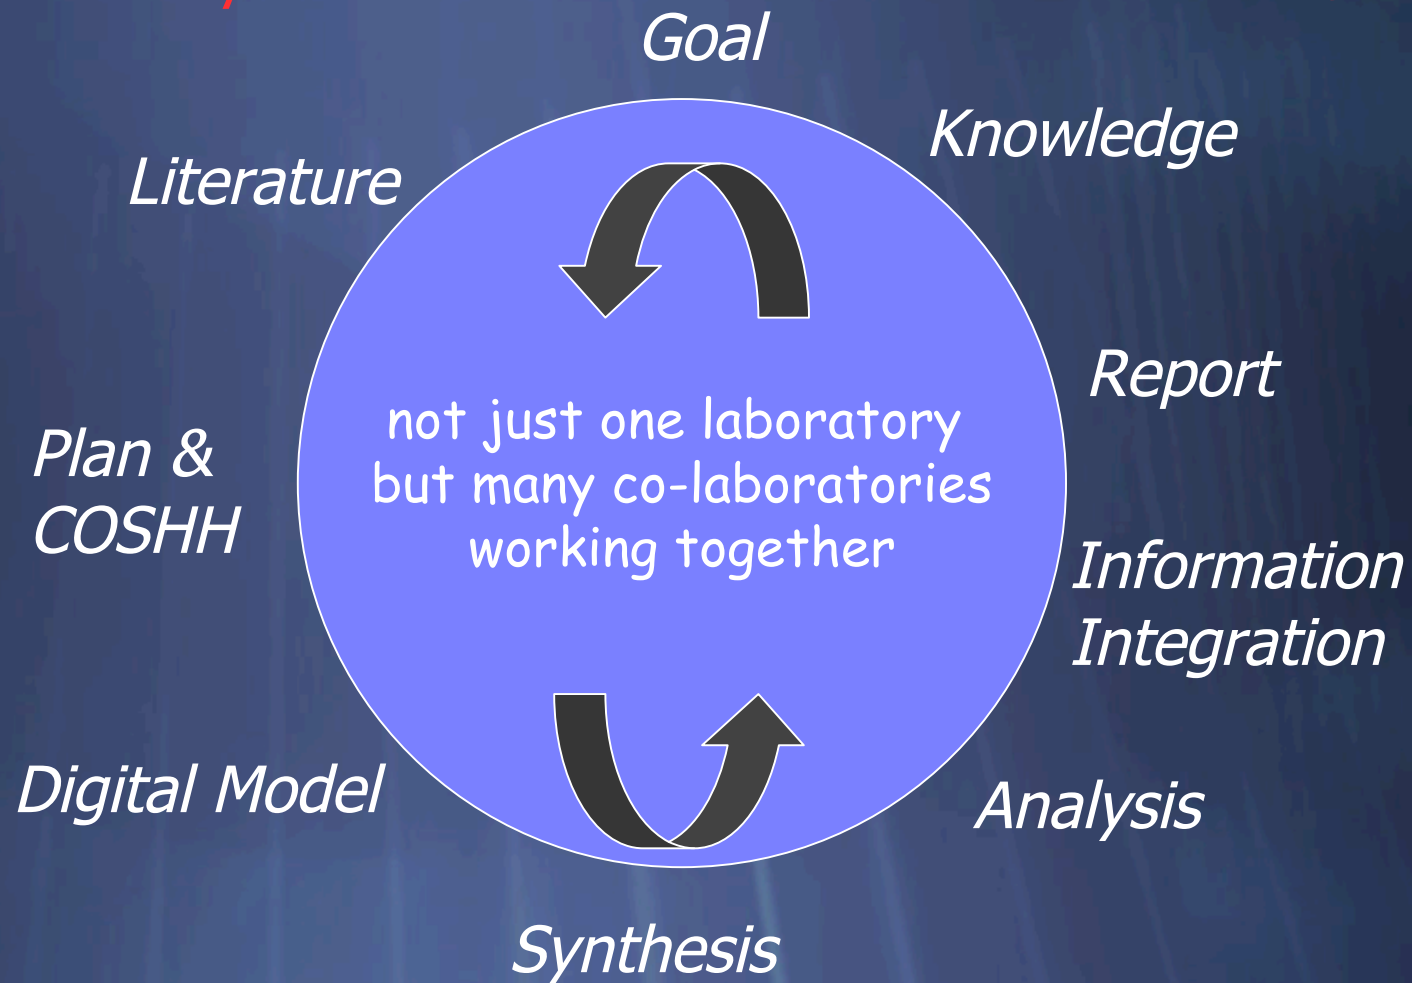 Goal
Knowledge
Literature
Report
not just one laboratory
but many co-laboratories
working together
Plan &
COSHH
Information
Integration
Digital Model
Analysis
Synthesis